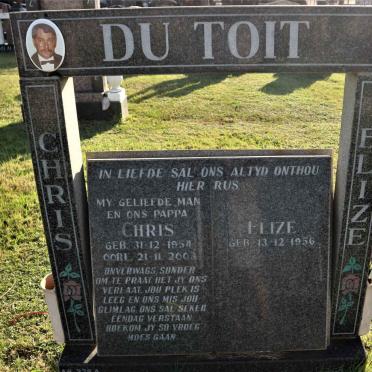 DU TOIT
CHRIS
ELIZE
IN LIEFDE SAL ONS ALTYD ONTHOU
HIER RUS
MY GELIEFDE MAN
EN ONS PAPPA
CHRIS
GEB. 31-12-1954
OORL. 21-11-2003
ONVERWAGS SONDER
OM TE PRAAT HET JY ONS
VERLAAT. JOU PLEK IS
LEEG EN ONS MIS JOU
GLIMLAG. ONS SAL SEKER
EENDAG VERSTAAN
HOEKOM JY SO VROEG
MOES GAAN
ELIZE
GEB. 13-12-1956